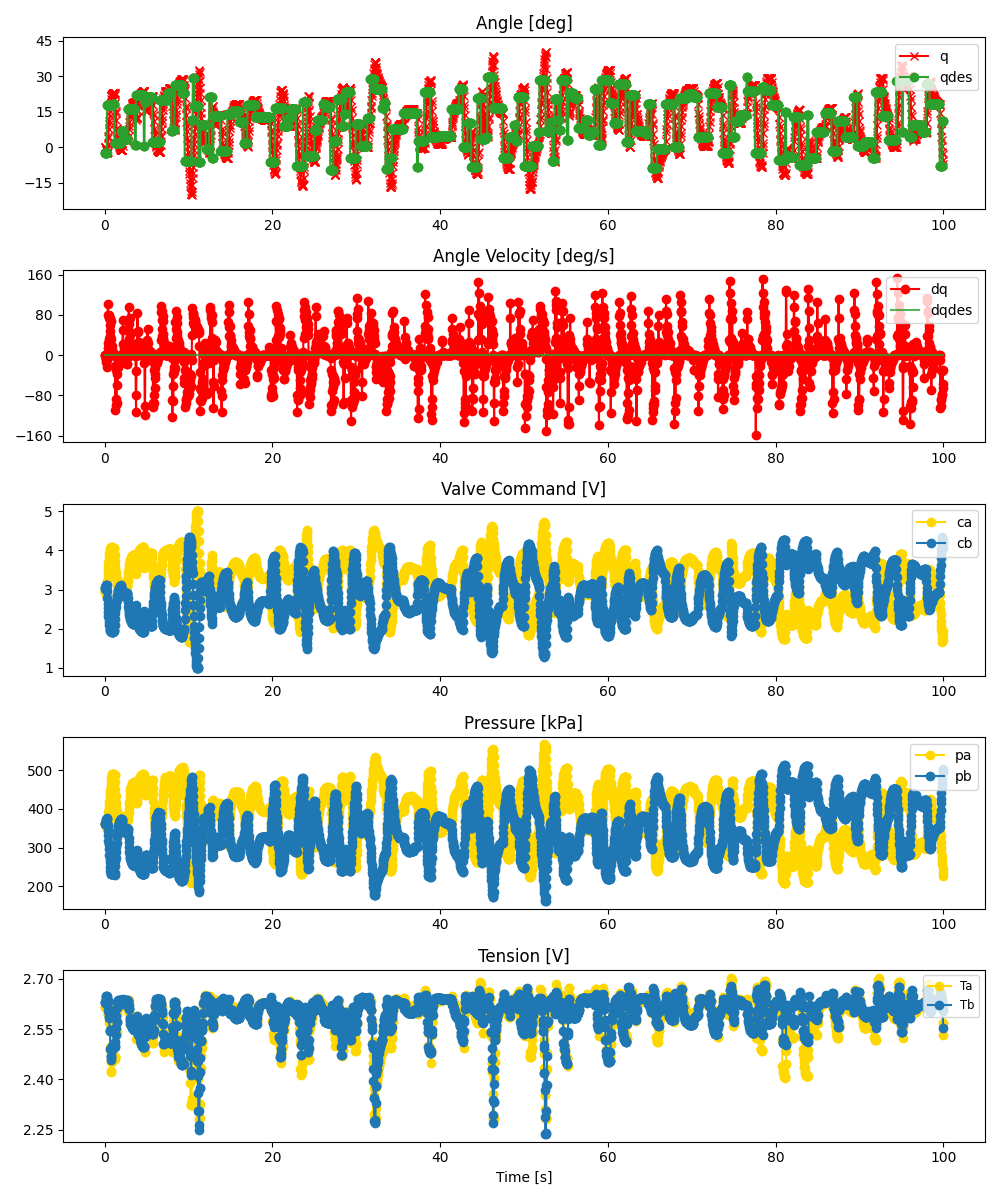 Angle [deg]
45
30
15
0
−15
q
qdes
0 20 40 60 80 100
Angle Velocity [deg/s]
160
80
0
−80
−160
dq
dqdes
0 20 40 60 80 100
Valve Command [V]
5
4
3
2
1
ca
cb
0 20 40 60 80 100
Pressure [kPa]
500
400
300
200
pa
pb
0 20 40 60 80 100
Tension [V]
2.70
2.55
2.40
2.25
Ta
Tb
0 20 40 60 80 100
Time [s]